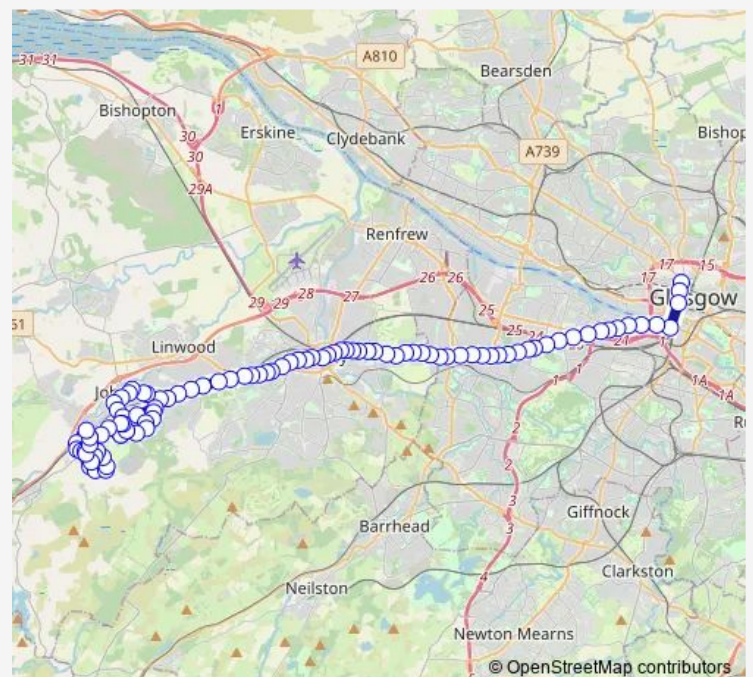 31 31
A810
Bearsden
Bishopton
1
30
Erskine
Clydebank
Bishop
30
A739
29A
Renfrew
17
15
26
26
17
28
27
29
29
25
Glasgow
51
25
24
21
1
Linwood
1
1
1A
1A
2
2
3
Barrhead
Giffnock
3
Clarkston
4
Neilston
Newton Mearns
© OpenStreetMap contributors